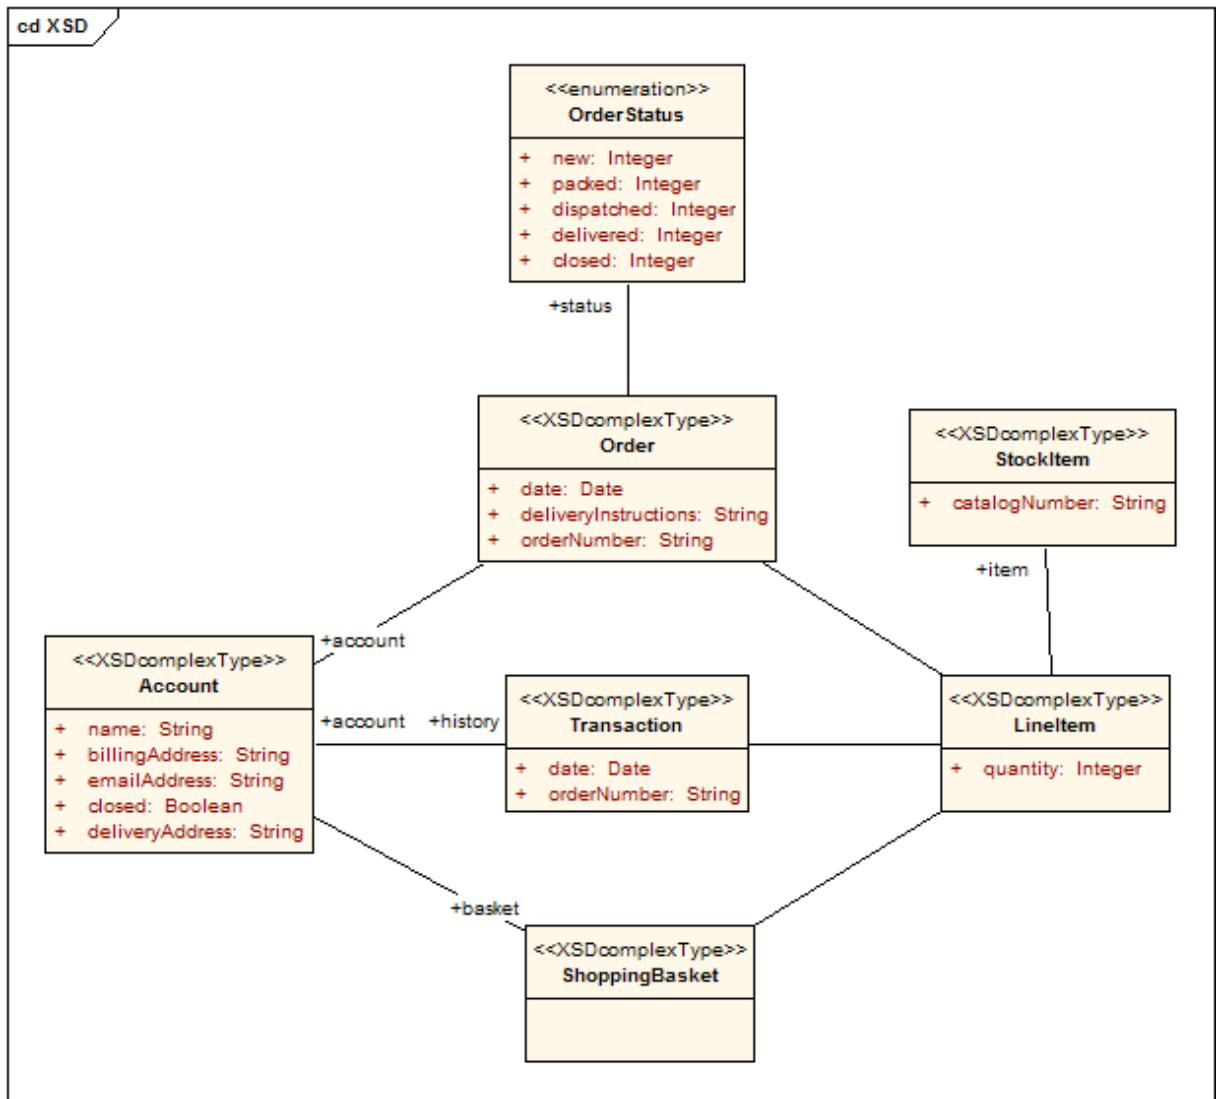 cd XSD
<<enumeration>>
OrderStatus
+ new: Integer
+ packed: Integer
+ dispatched: Integer
+ delivered: Integer
+ closed: Integer
+status
<<XSDcomplexType>>
Order
+ date: Date
+ deliveryInstructions: String
+ orderNumber: String
<<XSDcomplexType>>
StockItem
+ catalogNumber: String
+item
+account
<<XSDcomplexType>>
Account
+ name: String
+ billingAddress: String
+ emailAddress: String
+ closed: Boolean
+ deliveryAddress: String
+account
+history
<<XSDcomplexType>>
Transaction
+ date: Date
+ orderNumber: String
<<XSDcomplexType>>
LineItem
+ quantity: Integer
+basket
<<XSDcomplexType>>
ShoppingBasket